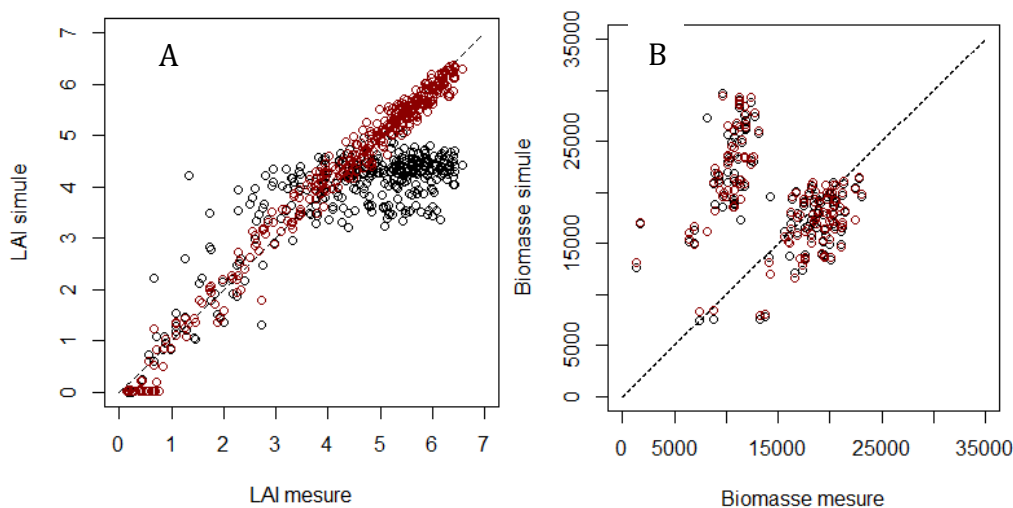 A
7
6
5
4
3
2
1
0
LAI simule
0 1 2 3 4 5 6 7
LAI mesure
B
35000
25000
15000
5000
0
Biomasse simule
0 5000 15000 25000 35000
Biomasse mesure